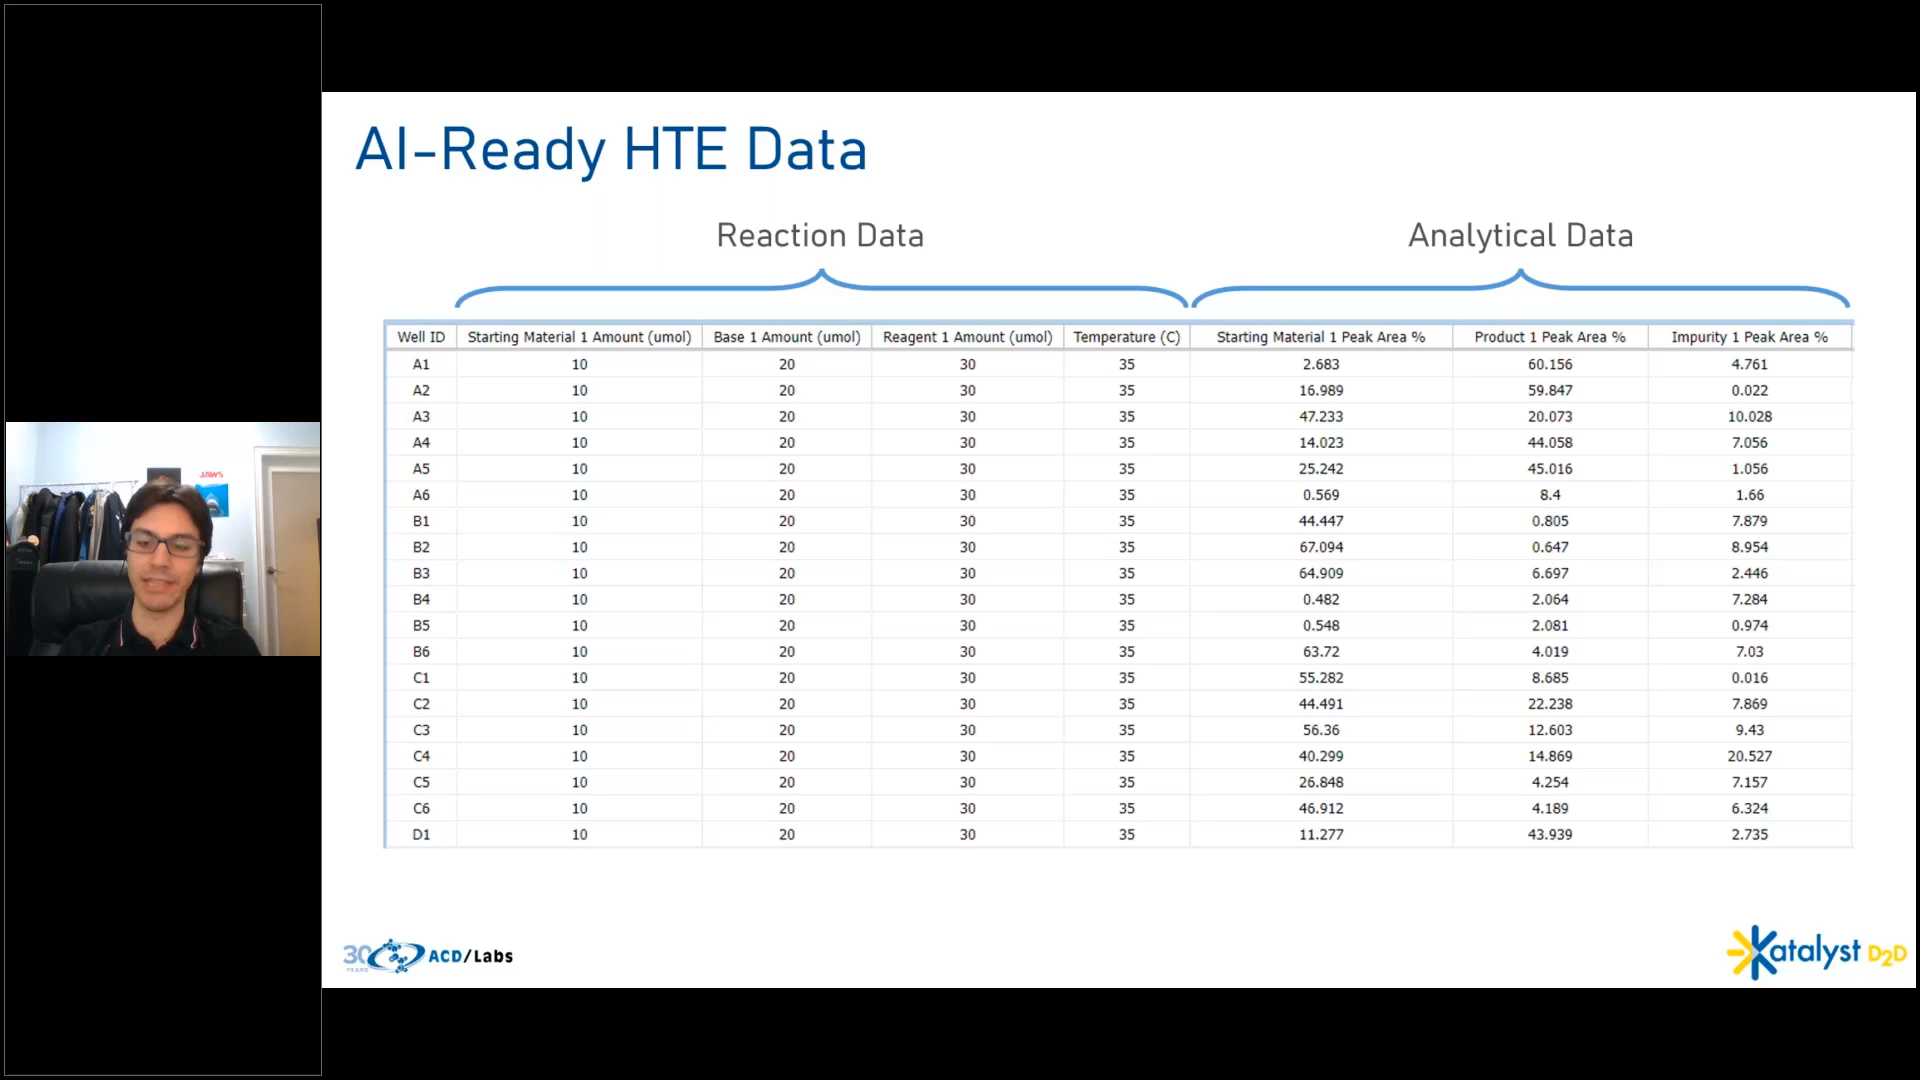 AI-Ready HTE Data
Reaction Data Analytical Data
Well ID Starting Material 1 Amount (umol) Base 1 Amount (umol) Reagent 1 Amount (umol) Temperature (C) Starting Material 1 Peak Area % Product 1 Peak Area % Impurity 1 Peak Area %
A1 10 20 30 35 2.683 60.156 4.761
A2 10 20 30 35 16.989 59.847 0.022
A3 10 20 30 35 47.233 20.073 10.028
A4 10 20 30 35 14.023 44.058 7.056
A5 10 20 30 35 25.242 45.016 1.056
A6 10 20 30 35 0.569 8.4 1.66
B1 10 20 30 35 44.447 0.805 7.879
B2 10 20 30 35 67.094 0.647 8.954
B3 10 20 30 35 64.909 6.697 2.446
B4 10 20 30 35 0.482 2.064 7.284
B5 10 20 30 35 0.548 2.081 0.974
B6 10 20 30 35 63.72 4.019 7.03
C1 10 20 30 35 55.282 8.685 0.016
C2 10 20 30 35 44.491 22.238 7.869
C3 10 20 30 35 56.36 12.603 9.43
C4 10 20 30 35 40.299 14.869 20.527
C5 10 20 30 35 26.848 4.254 7.157
C6 10 20 30 35 46.912 4.189 6.324
D1 10 20 30 35 11.277 43.939 2.735
JAWS
30 YEARS ACD/Labs
Katalyst D2D